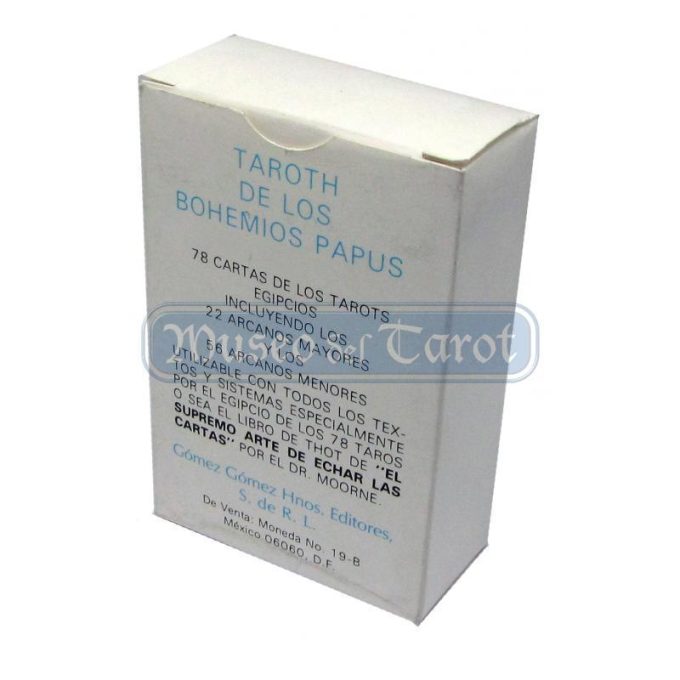 TAROTH
DE LOS
BOHEMIOS PAPUS
78 CARTAS DE LOS TAROTS
EGIPCIOS
INCLUYENDO LOS
22 ARCANOS MAYORES
Y LOS
56 ARCANOS MENORES
UTILIZABLE CON TODOS LOS TEX-
TOS Y SISTEMAS ESPECIALMENTE
POR EL EGIPCIO DE LOS 78 TAROS
O SEA EL LIBRO DE THOT DE "EL
SUPREMO ARTE DE ECHAR LAS
CARTAS" POR EL DR. MOORNE.
Gómez Gómez Hnos. Editores,
S. de R. L.
De Venta: Moneda No. 19-B
México 06060, D.F.
Museo del Tarot